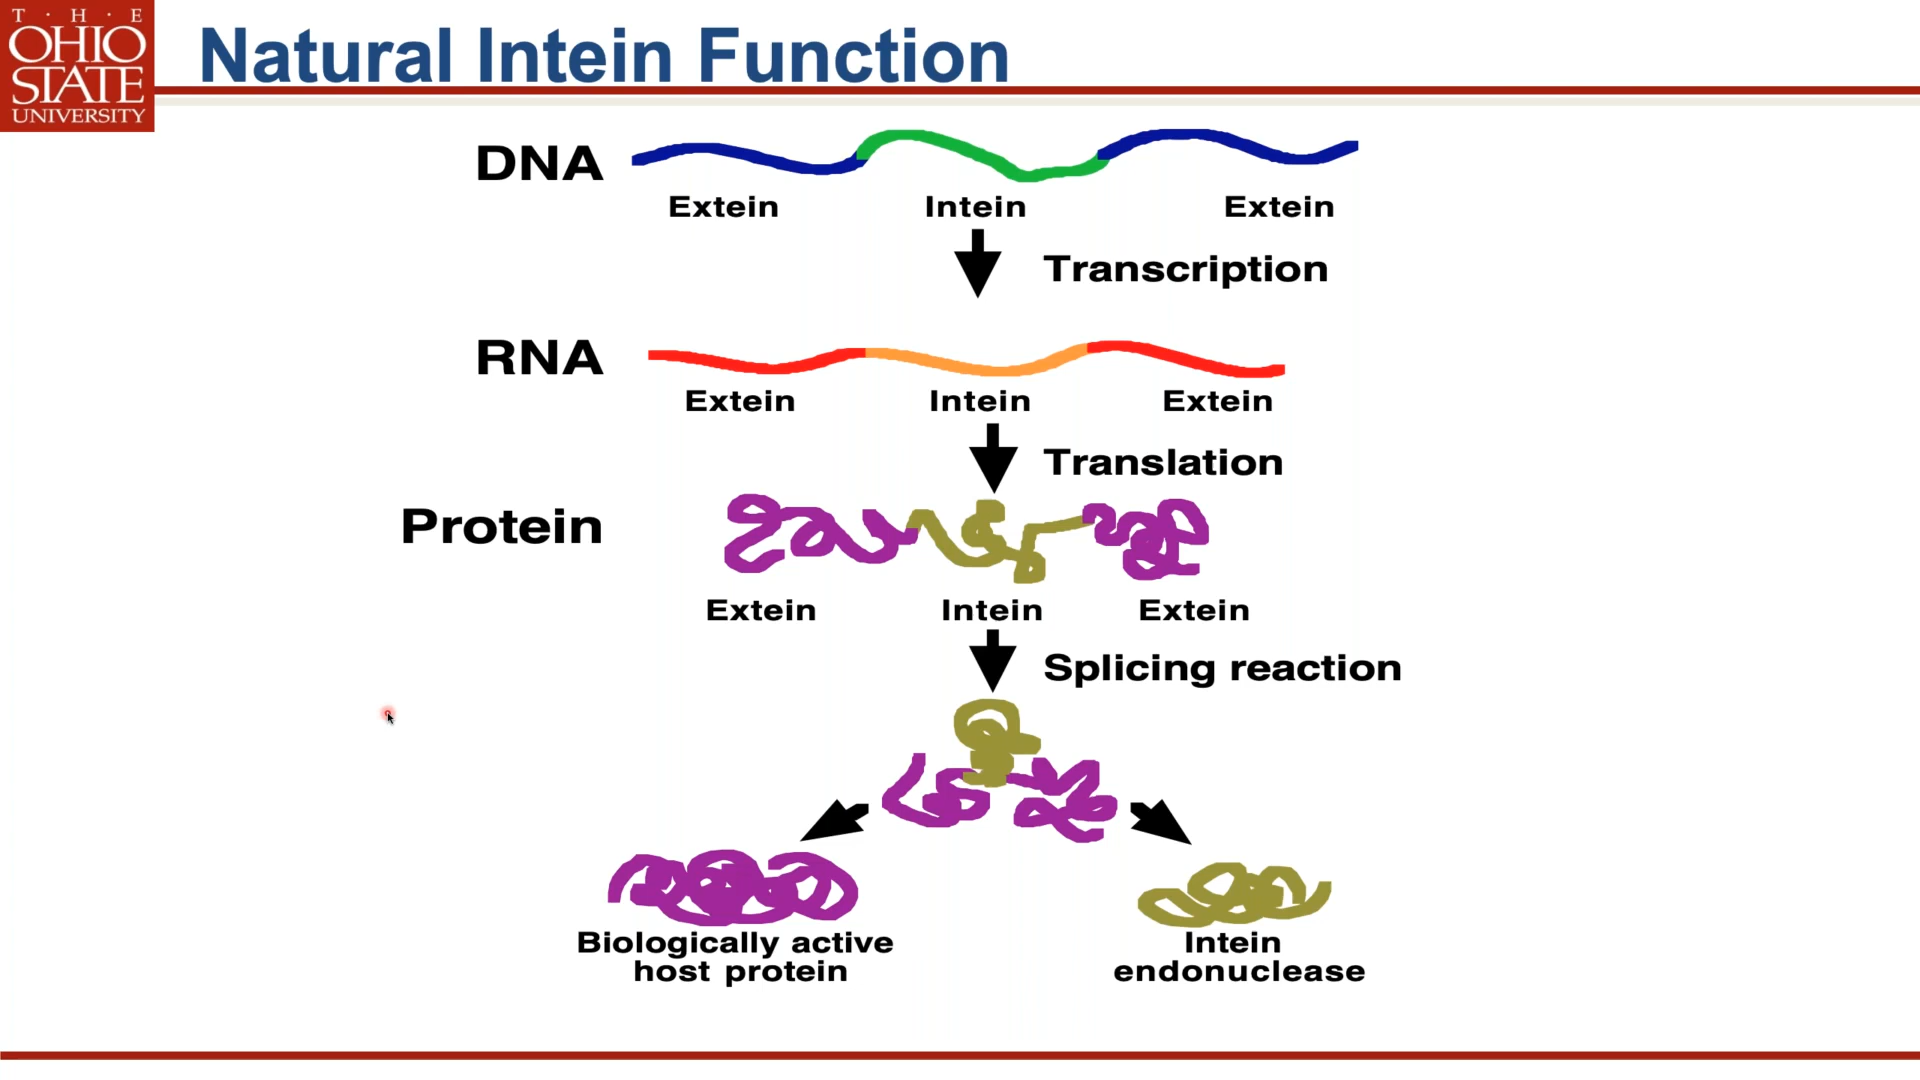 T · H · E
OHIO
STATE
UNIVERSITY
Natural Intein Function
DNA
Extein Intein Extein
Transcription
RNA
Extein Intein Extein
Translation
Protein
Extein Intein Extein
Splicing reaction
Biologically active
host protein
Intein
endonuclease